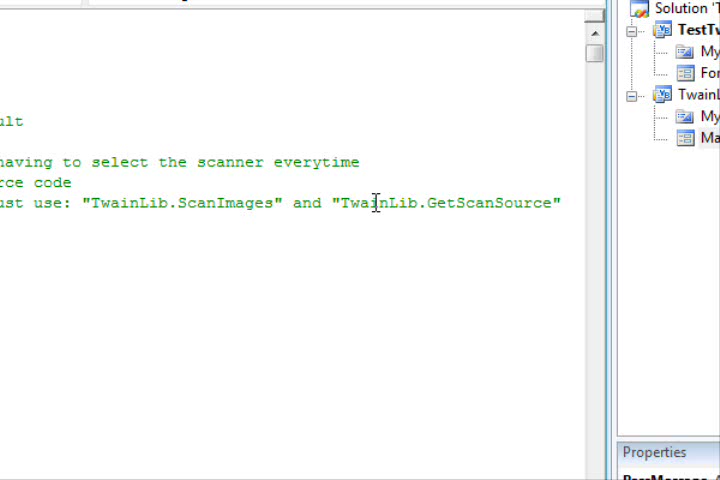 Solution 'T
TestTw
My
For
TwainL
My
Ma
ult
having to select the scanner everytime
rce code
ust use: "TwainLib.ScanImages" and "TwainLib.GetScanSource"
Properties